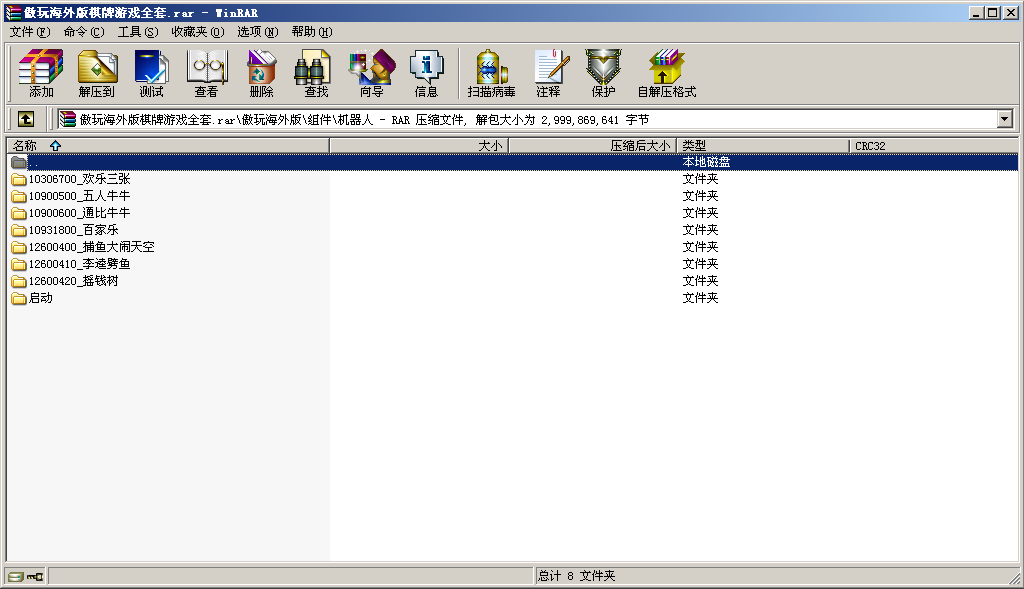 傲玩海外版棋牌游戏全套.rar - WinRAR
文件(F) 命令(C) 工具(S) 收藏夹(O) 选项(N) 帮助(H)
添加 解压到 测试 查看 删除 查找 向导 信息 扫描病毒 注释 保护 自解压格式
傲玩海外版棋牌游戏全套.rar\傲玩海外版\组件\机器人 - RAR 压缩文件, 解包大小为 2,999,869,641 字节
名称 大小 压缩后大小 类型 CRC32
.. 本地磁盘
10306700_欢乐三张 文件夹
10900500_五人牛牛 文件夹
10900600_通比牛牛 文件夹
10931800_百家乐 文件夹
12600400_捕鱼大闹天空 文件夹
12600410_李逵劈鱼 文件夹
12600420_摇钱树 文件夹
启动 文件夹
总计 8 文件夹